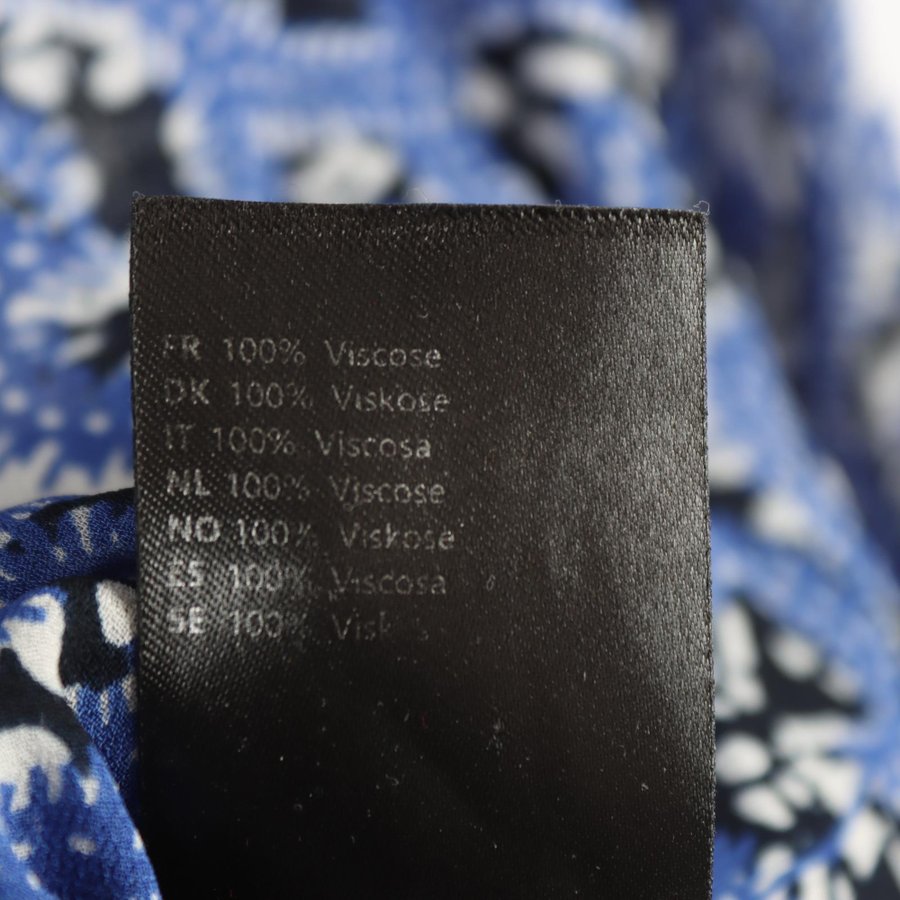 FR 100% Viscose
DK 100% Viskose
IT 100% Viscosa
NL 100% Viscose
NO 100% Viskose
ES 100% Viscosa
SE 100%